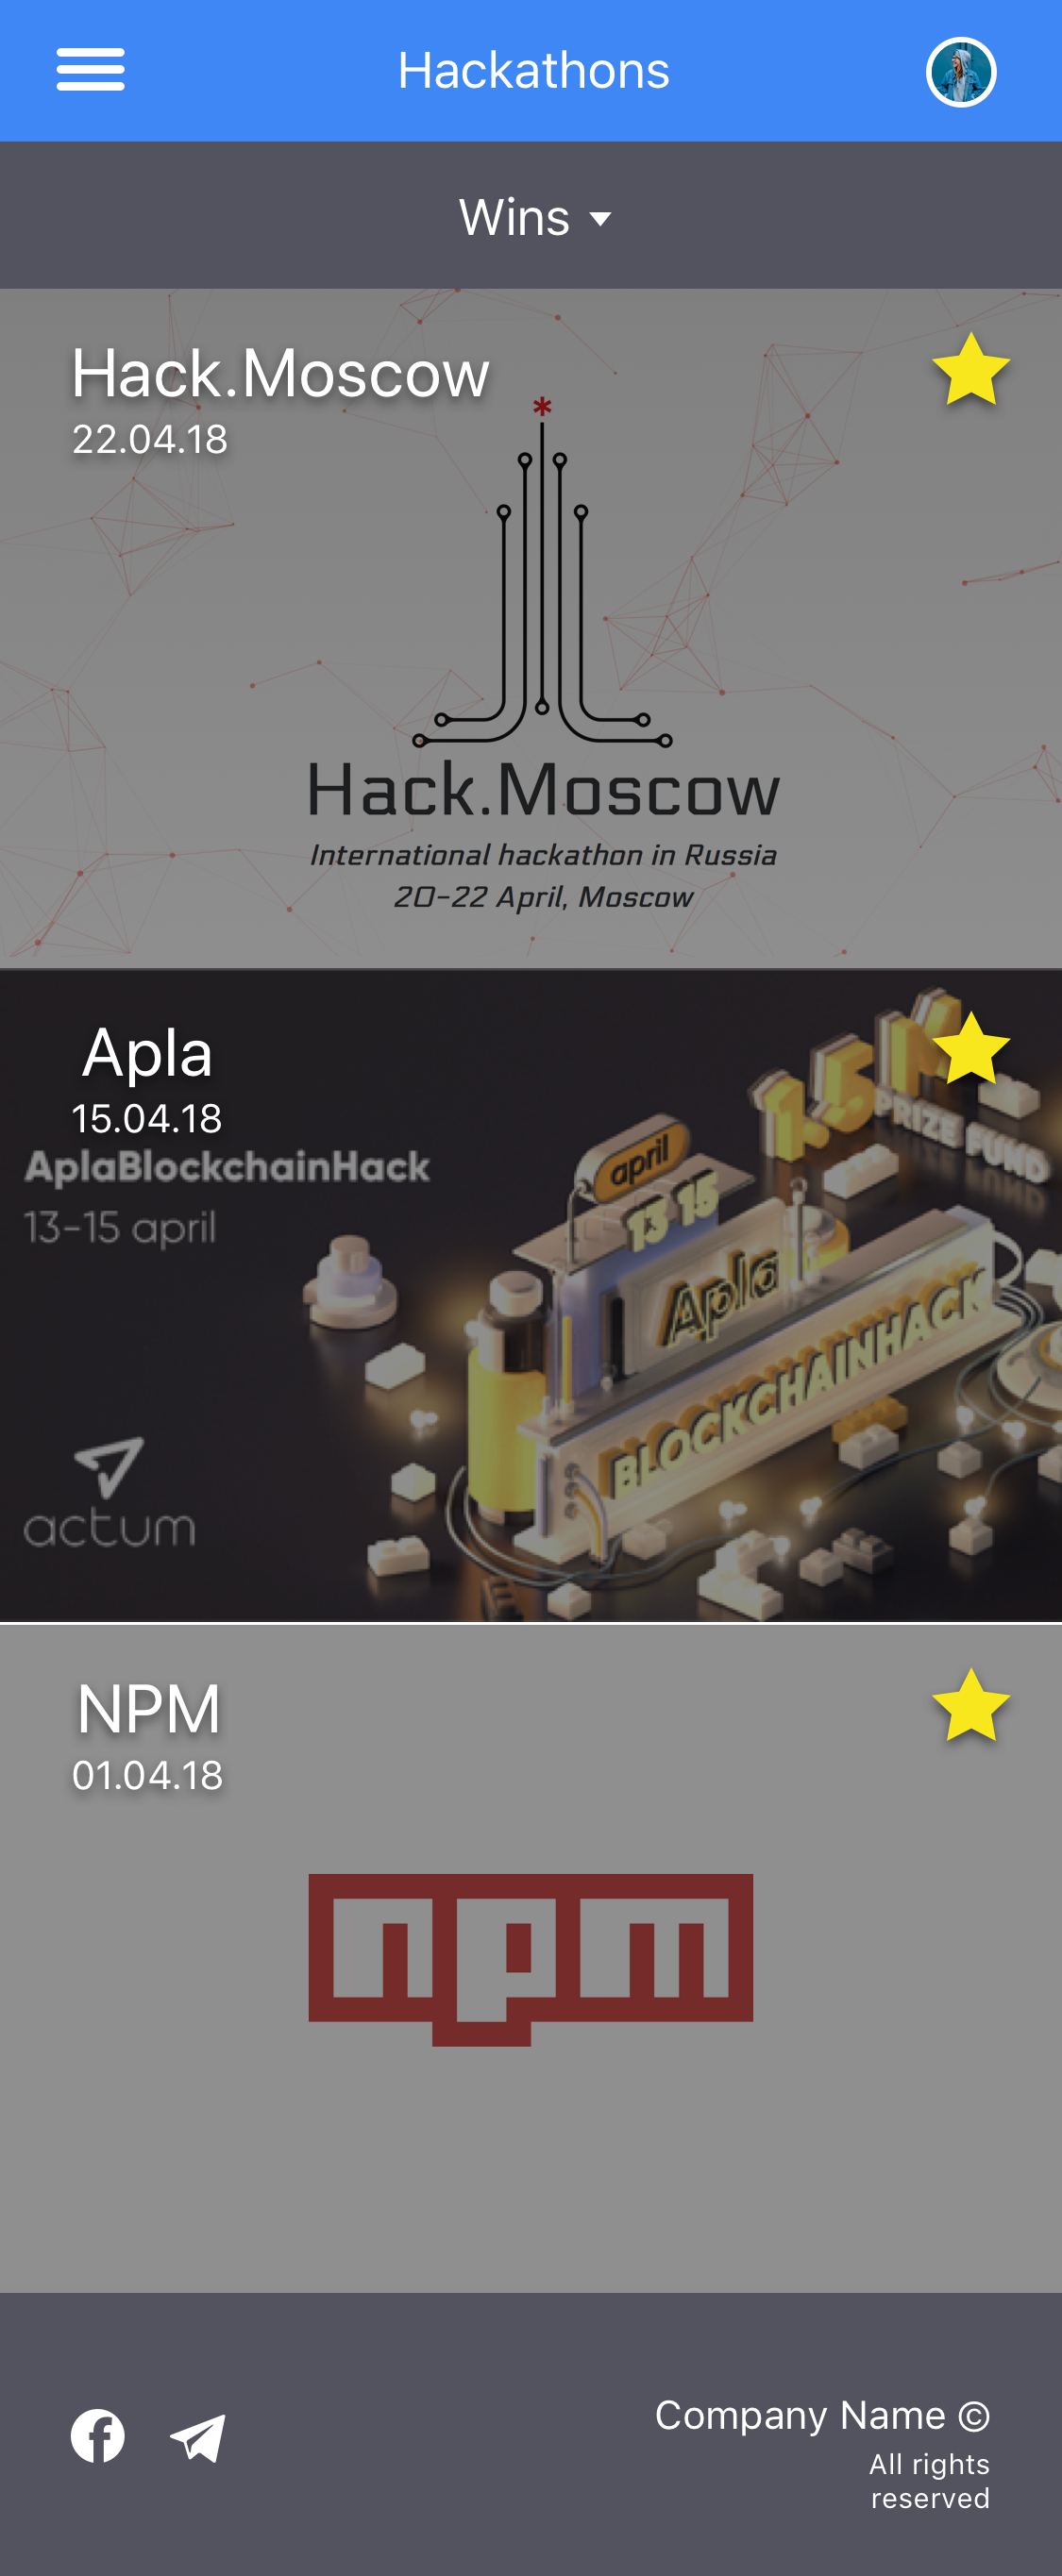 Hackathons
Wins
Hack.Moscow
22.04.18
*
Hack.Moscow
International hackathon in Russia
20-22 April, Moscow
Apla
15.04.18
AplaBlockchainHack
13-15 april
1.5M
PRIZE FUND
april
13 15
Apla
BLOCKCHAINHACK
actum
NPM
01.04.18
npm
Company Name ©
All rights
reserved